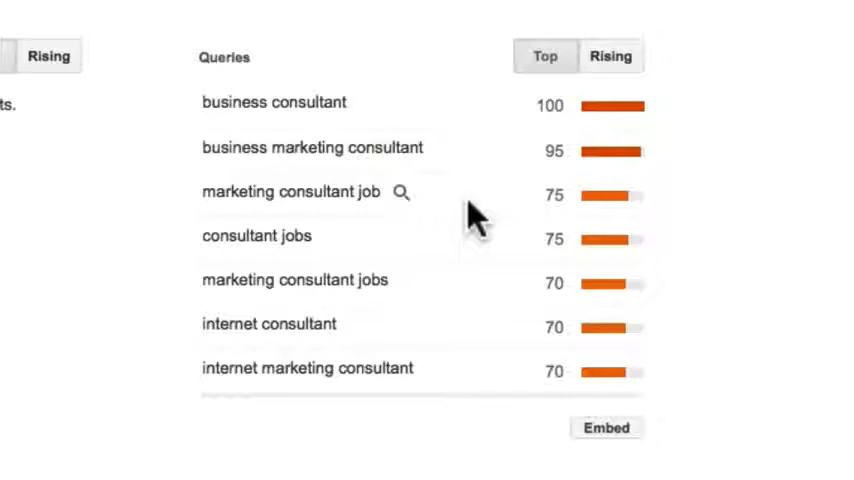 Rising
ts.
Queries
Top Rising
business consultant 100
business marketing consultant 95
marketing consultant job 75
consultant jobs 75
marketing consultant jobs 70
internet consultant 70
internet marketing consultant 70
Embed